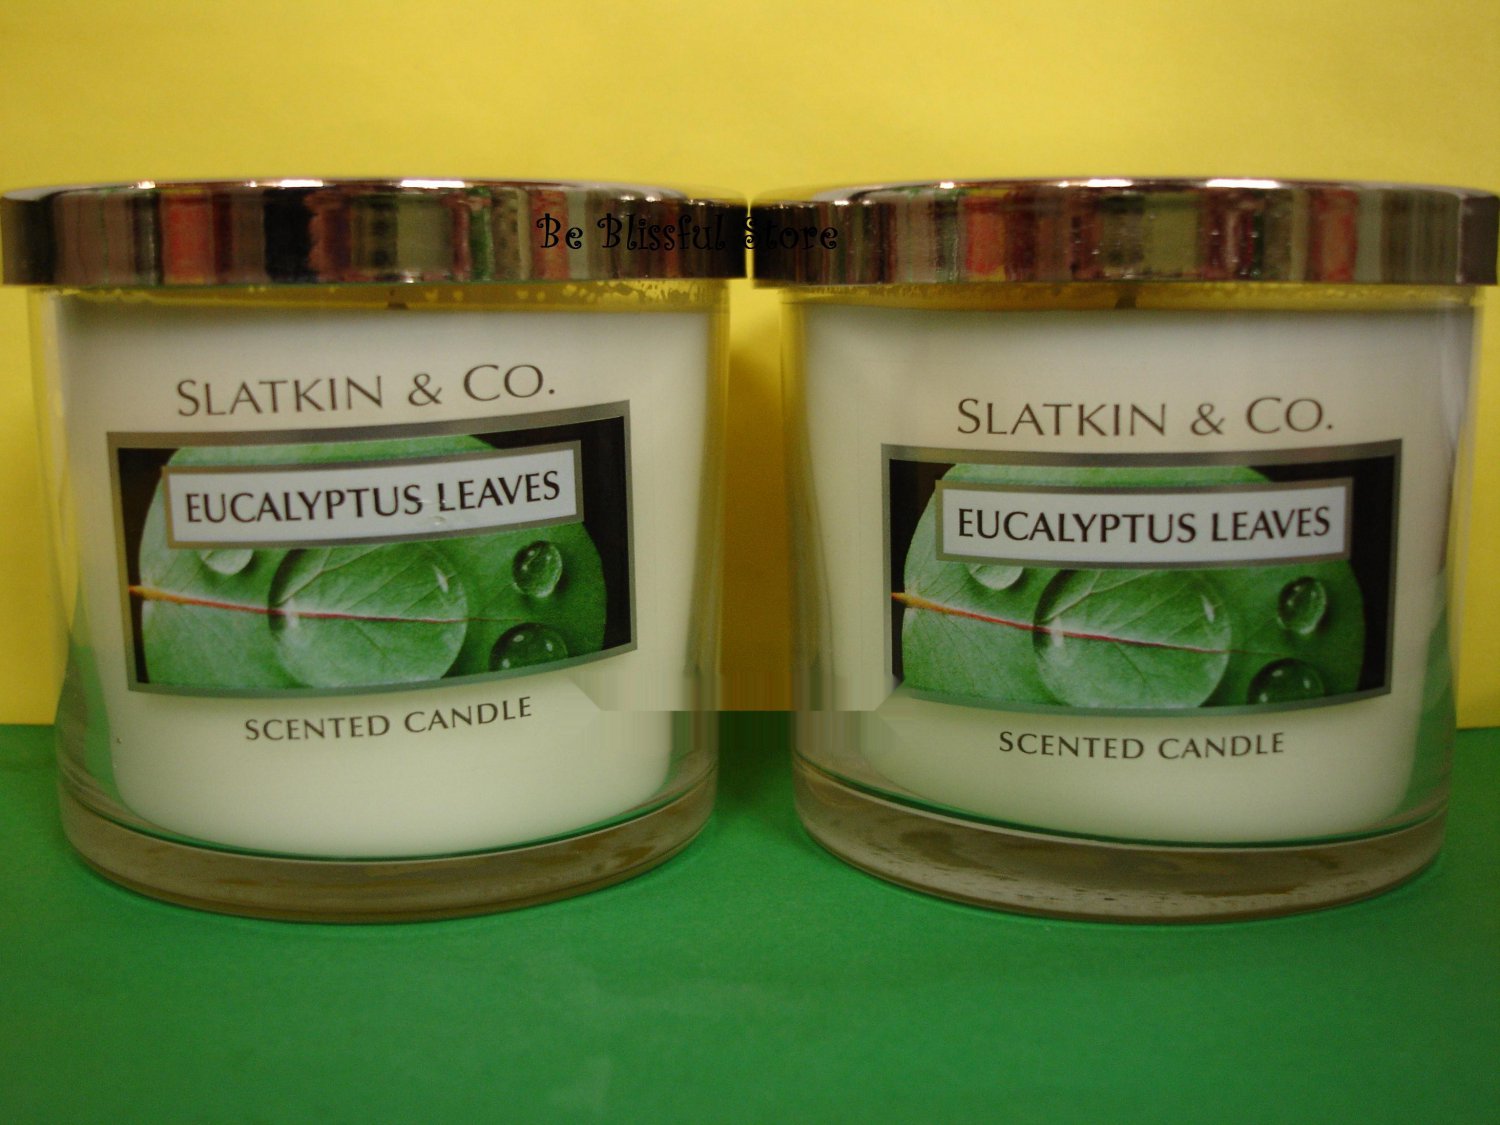 Be Blissful Store
SLATKIN & CO.
EUCALYPTUS LEAVES
SCENTED CANDLE
SLATKIN & CO.
EUCALYPTUS LEAVES
SCENTED CANDLE